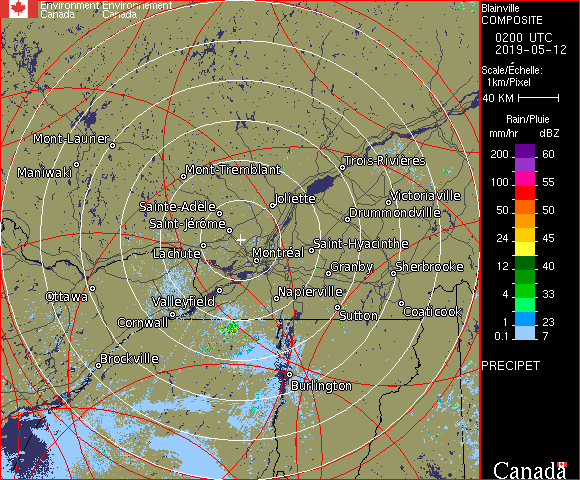 Environment Environnement
Canada Canada
Blainville
COMPOSITE
0200 UTC
2019-05-12
Scale/Échelle:
1km/Pixel
40 KM
Rain/Pluie
mm/hr dBZ
200 60
100 55
50 50
24 45
12 40
4 33
1 23
0.1 7
PRECIPET
Mont-Laurier
Maniwaki
Mont-Tremblant
Trois-Rivières
Joliette
Victoriaville
Sainte-Adèle
Drummondville
Saint-Jérôme
Saint-Hyacinthe
Lachute
Montréal
Granby
Sherbrooke
Ottawa
Valleyfield
Napierville
Cornwall
Sutton
Coaticook
Brockville
Burlington
Canada